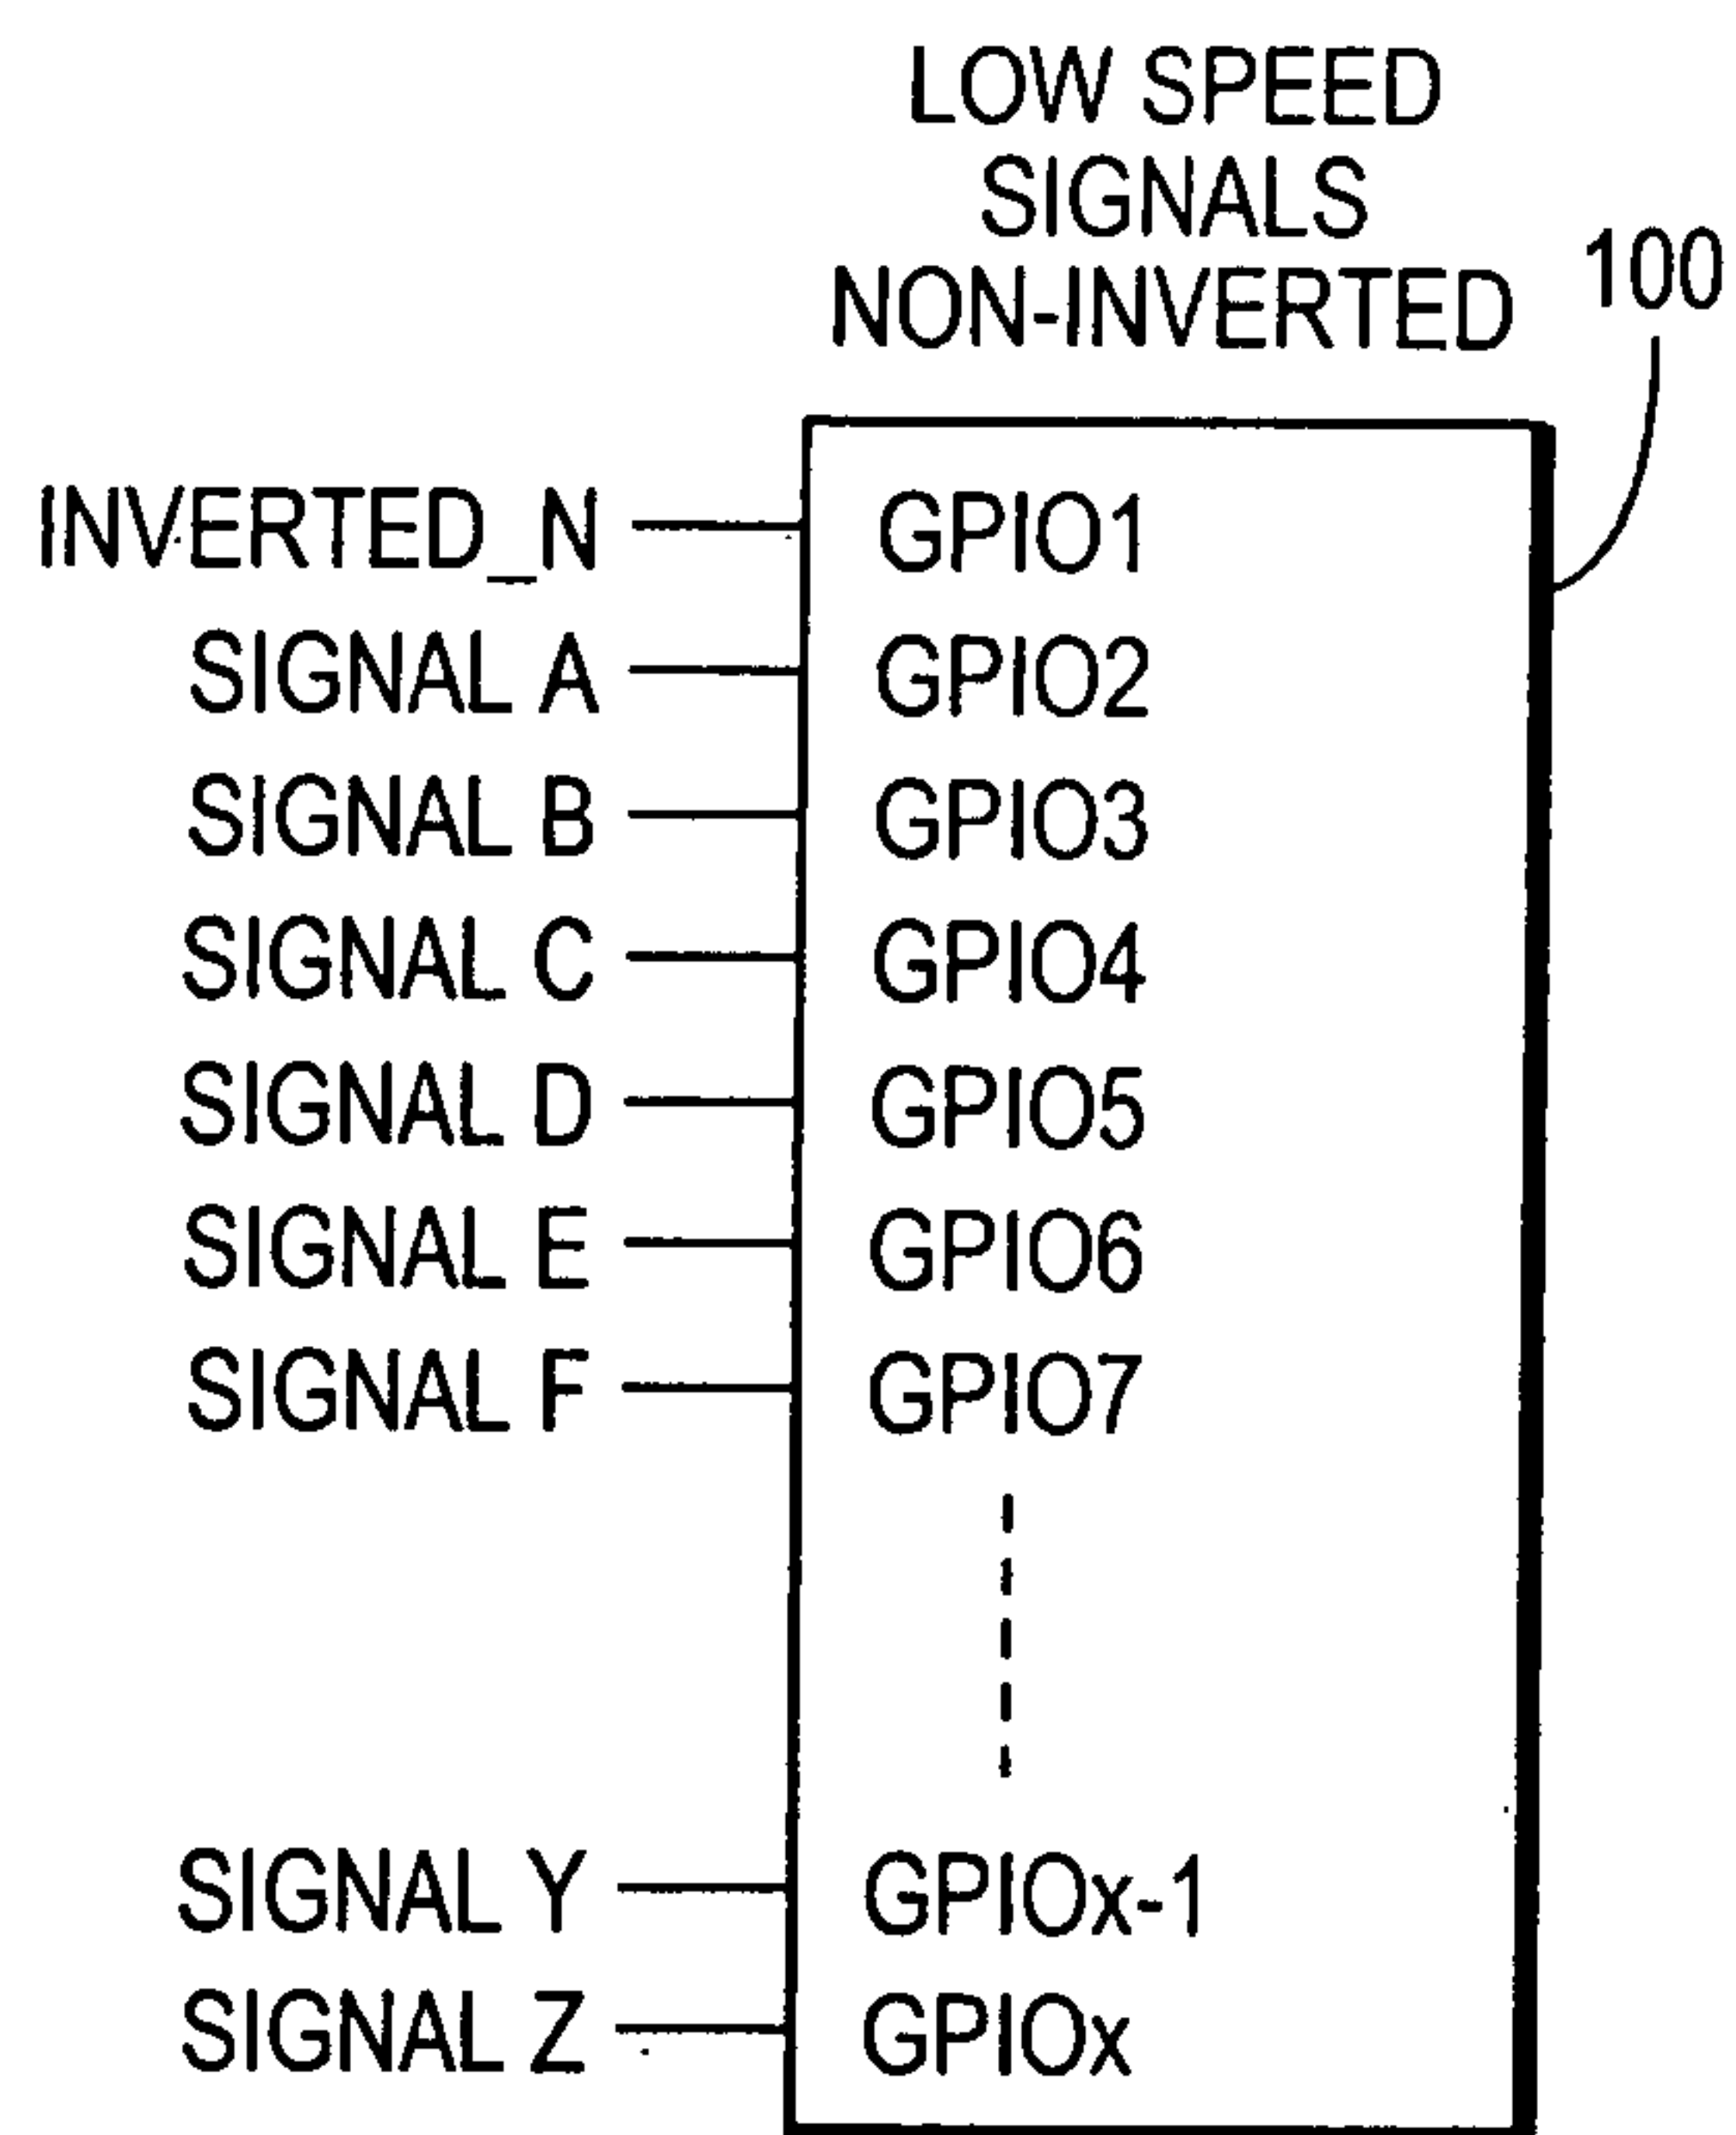 LOW SPEED
SIGNALS
NON-INVERTED
100
INVERTED_N GPIO1
SIGNAL A GPIO2
SIGNAL B GPIO3
SIGNAL C GPIO4
SIGNAL D GPIO5
SIGNAL E GPIO6
SIGNAL F GPIO7
SIGNAL Y GPIOx-1
SIGNAL Z GPIOx